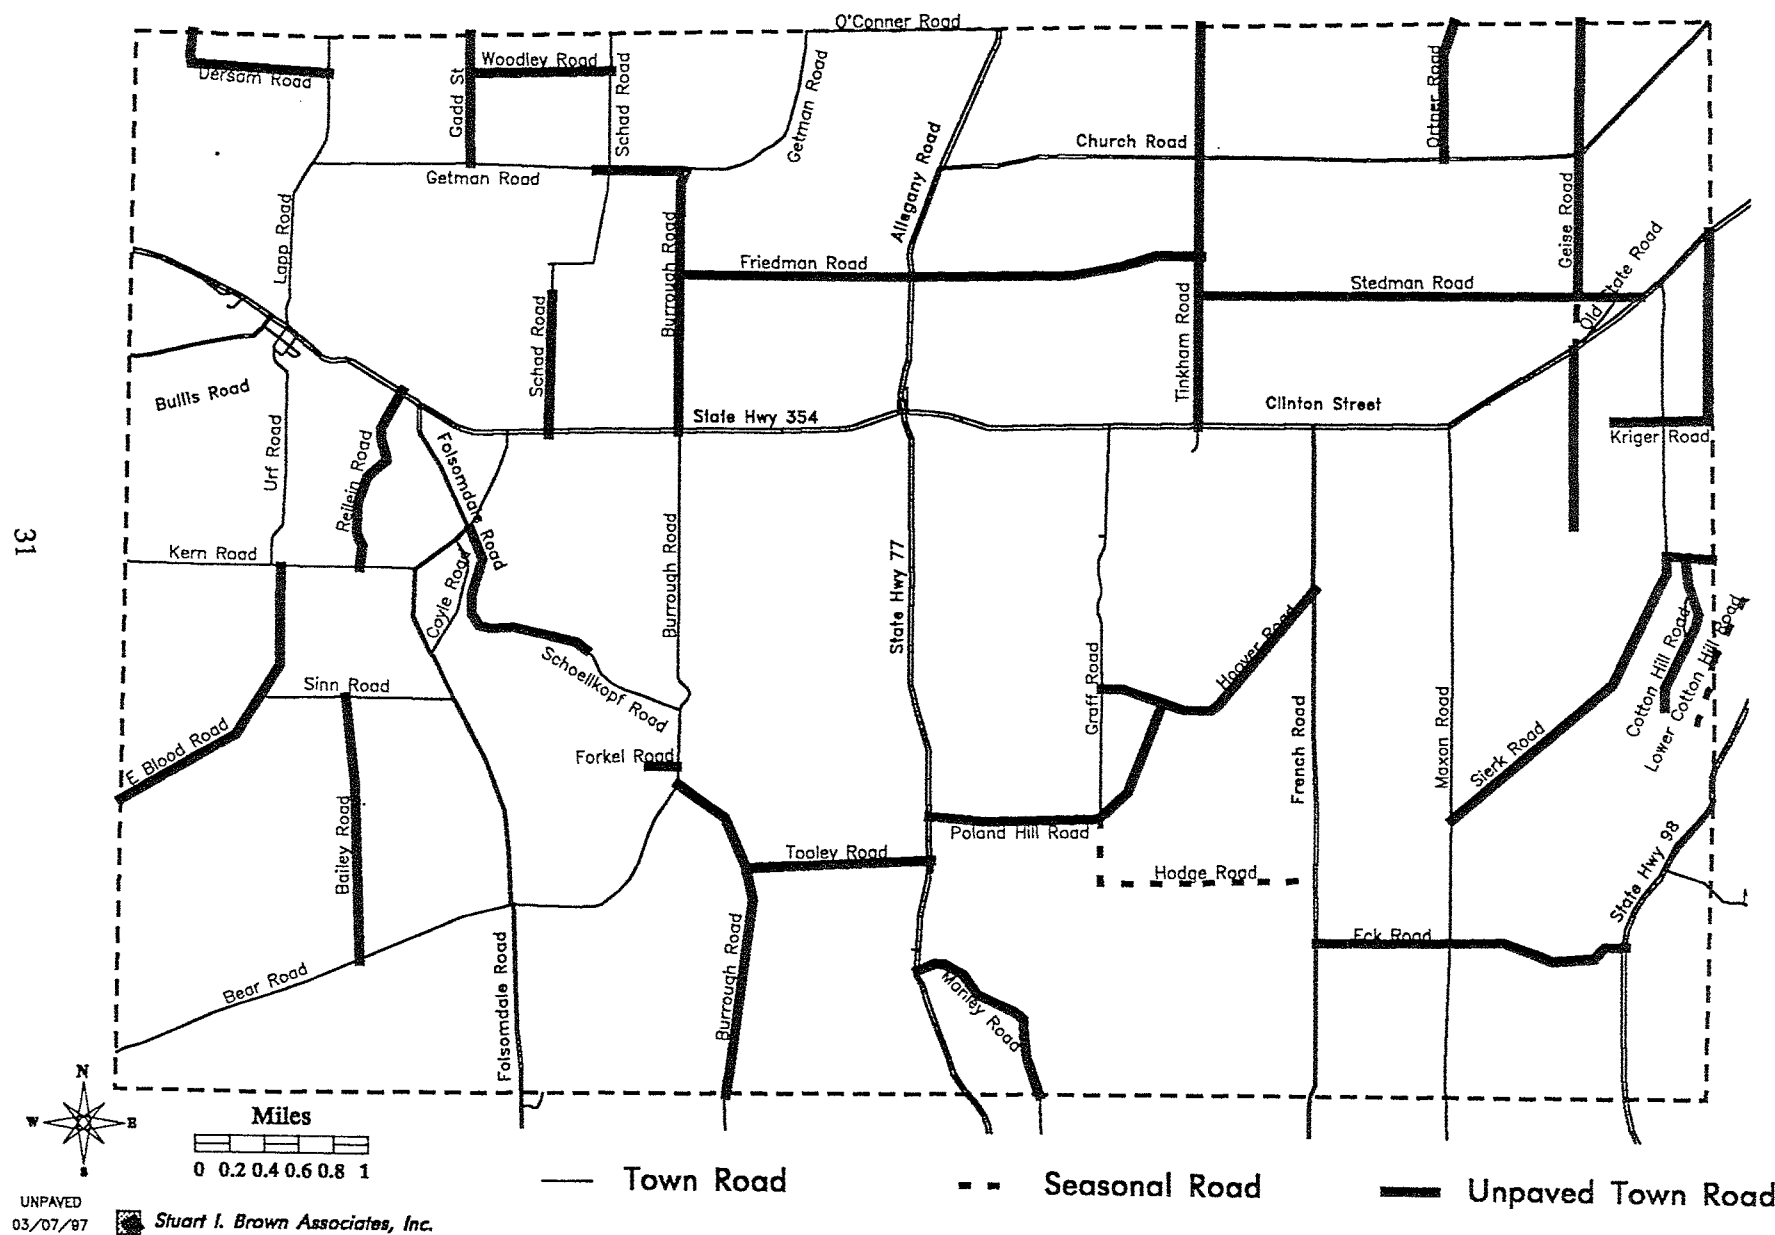 O'Conner Road
Dersam Road
Gadd St
Woodley Road
Schad Road
Getman Road
Allegany Road
Church Road
Ortner Road
Getman Road
Lapp Road
Burrough Road
Friedman Road
Geise Road
Old State Road
Stedman Road
Schad Road
Tinkham Road
Bullis Road
State Hwy 354
Clinton Street
Kriger Road
Urf Road
Reilein Road
Folsomdale Road
Kern Road
Coyle Road
Burrough Road
State Hwy 77
31
Schoellkopf Road
Sinn Road
Graff Road
Hoover Road
French Road
Maxon Road
Sierk Road
Cotton Hill Road
Lower Cotton Hill Road
E Blood Road
Forkel Road
Bailey Road
Tooley Road
Poland Hill Road
Hodge Road
State Hwy 98
Eck Road
Bear Road
Folsomdale Road
Burrough Road
Manley Road
N
W
E
S
Miles
0 0.2 0.4 0.6 0.8 1
Town Road
Seasonal Road
Unpaved Town Road
UNPAVED
03/07/97
Stuart I. Brown Associates, Inc.